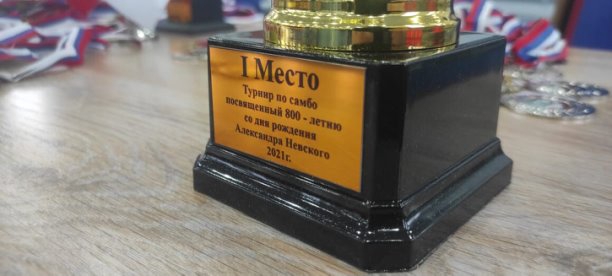 I Место
Турнир по самбо
посвященный 800 - летию
со дня рождения
Александра Невского
2021г.